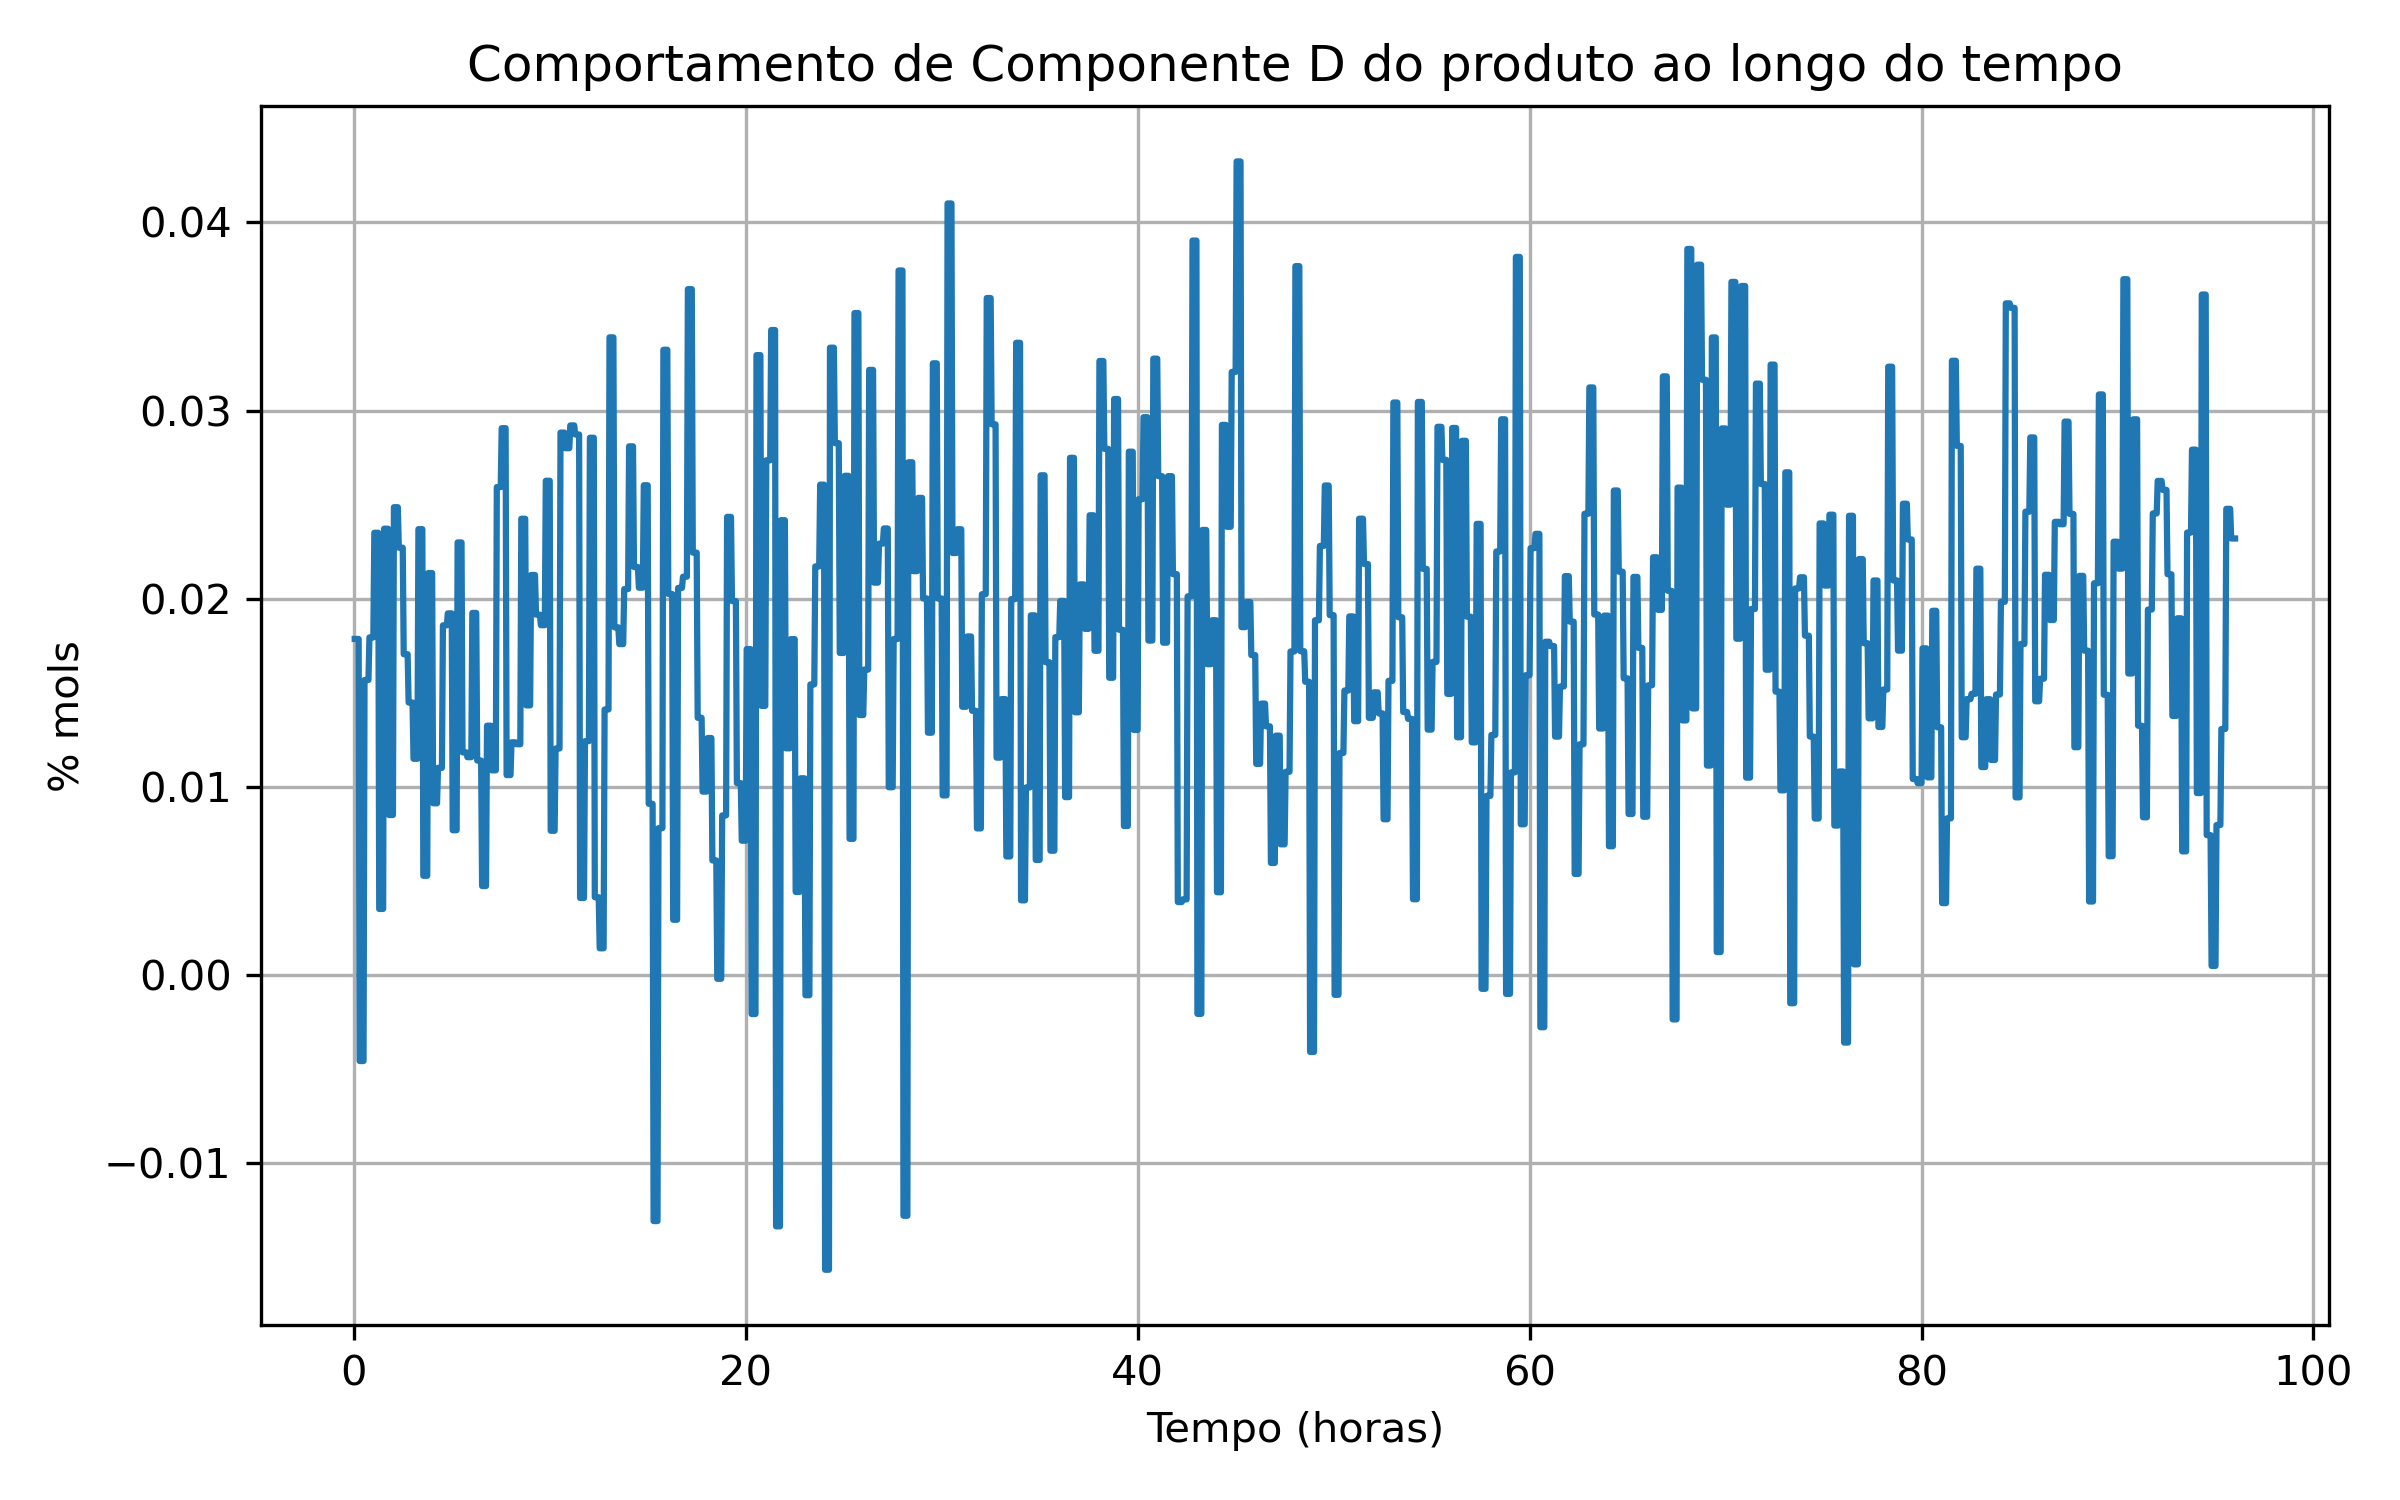 Comportamento de Componente D do produto ao longo do tempo
% mols
0.04
0.03
0.02
0.01
0.00
−0.01
0 20 40 60 80 100
Tempo (horas)